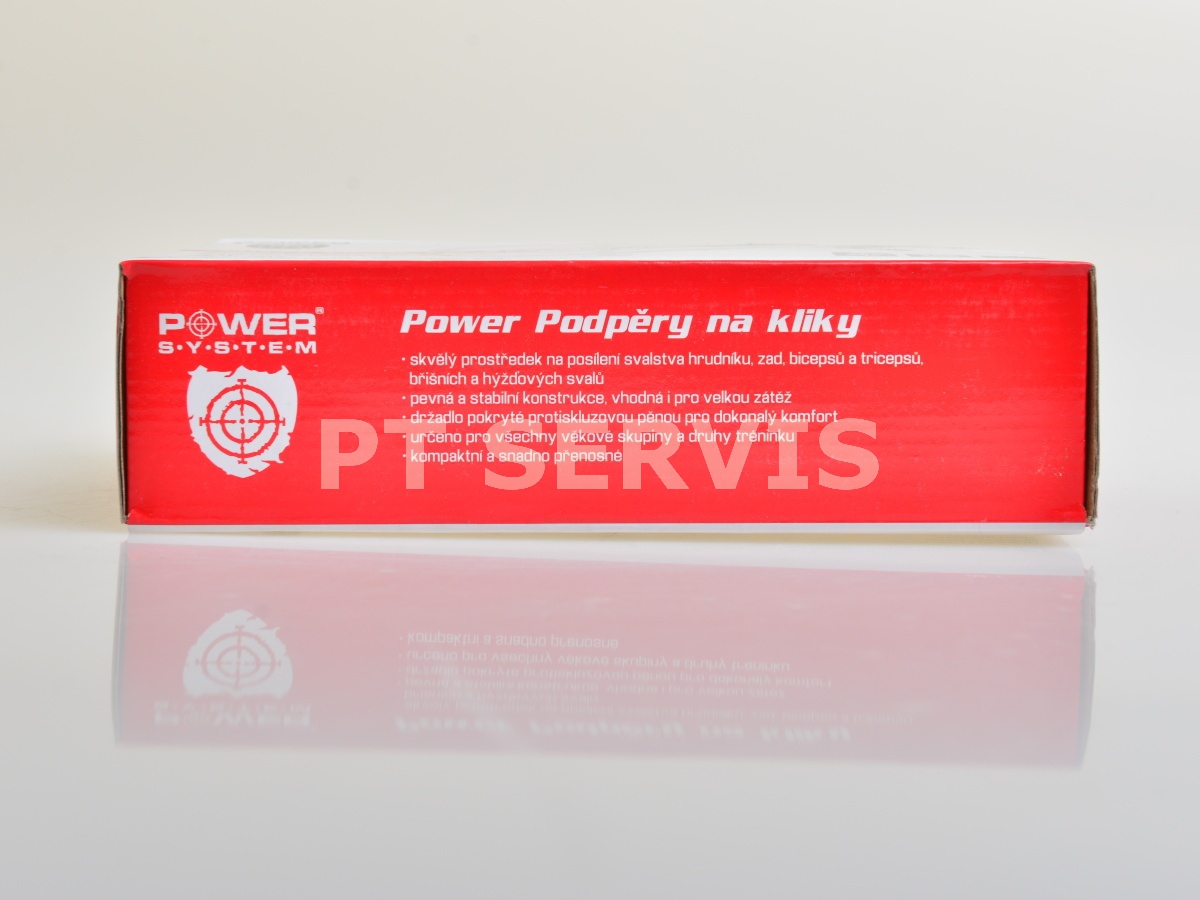 POWER®
S·Y·S·T·E·M
Power Podpěry na kliky
· skvělý prostředek na posílení svalstva hrudníku, zad, bicepsů a tricepsů,
břišních a hýžďových svalů
· pevná a stabilní konstrukce, vhodná i pro velkou zátěž
· držadlo pokryté protiskluzovou pěnou pro dokonalý komfort
· určeno pro všechny věkové skupiny a druhy tréninku
· kompaktní a snadno přenosné
PT SERVIS